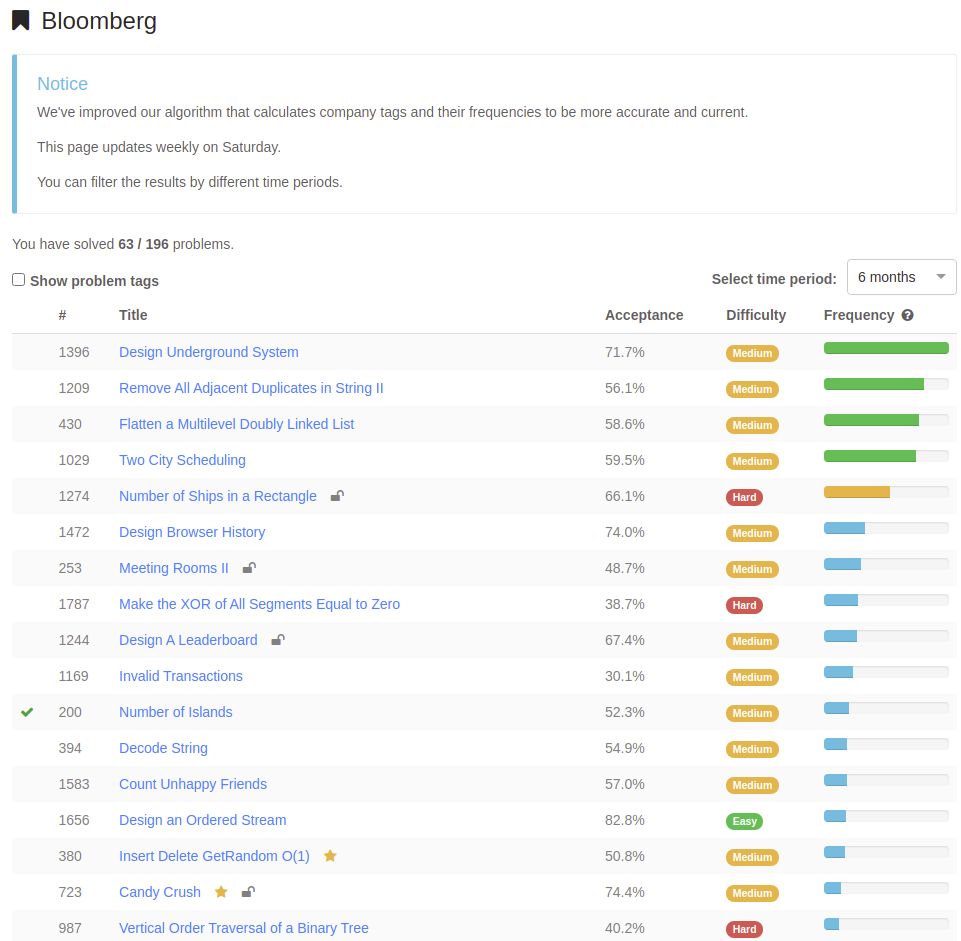 Bloomberg
Notice
We've improved our algorithm that calculates company tags and their frequencies to be more accurate and current.
This page updates weekly on Saturday.
You can filter the results by different time periods.
You have solved 63 / 196 problems.
Show problem tags Select time period: 6 months
# Title Acceptance Difficulty Frequency ?
1396 Design Underground System 71.7% Medium
1209 Remove All Adjacent Duplicates in String II 56.1% Medium
430 Flatten a Multilevel Doubly Linked List 58.6% Medium
1029 Two City Scheduling 59.5% Medium
1274 Number of Ships in a Rectangle 66.1% Hard
1472 Design Browser History 74.0% Medium
253 Meeting Rooms II 48.7% Medium
1787 Make the XOR of All Segments Equal to Zero 38.7% Hard
1244 Design A Leaderboard 67.4% Medium
1169 Invalid Transactions 30.1% Medium
200 Number of Islands 52.3% Medium
394 Decode String 54.9% Medium
1583 Count Unhappy Friends 57.0% Medium
1656 Design an Ordered Stream 82.8% Easy
380 Insert Delete GetRandom O(1) 50.8% Medium
723 Candy Crush 74.4% Medium
987 Vertical Order Traversal of a Binary Tree 40.2% Hard